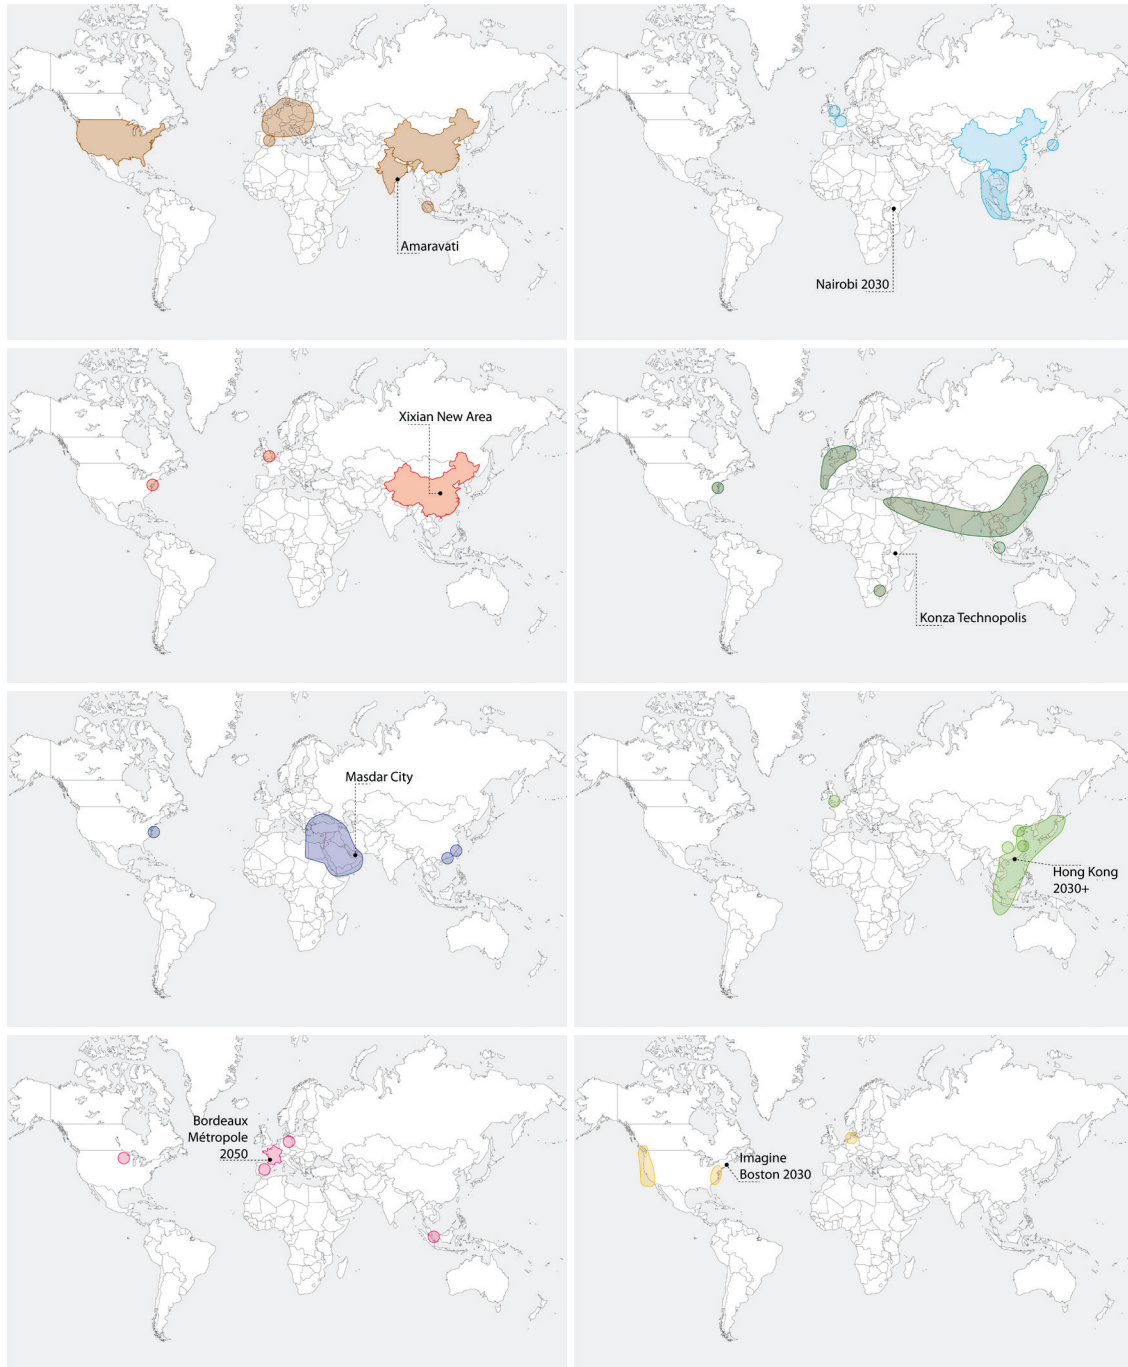 Amaravati
Nairobi 2030
Xixian New Area
Konza Technopolis
Masdar City
Hong Kong
2030+
Bordeaux
Métropole
2050
Imagine
Boston 2030